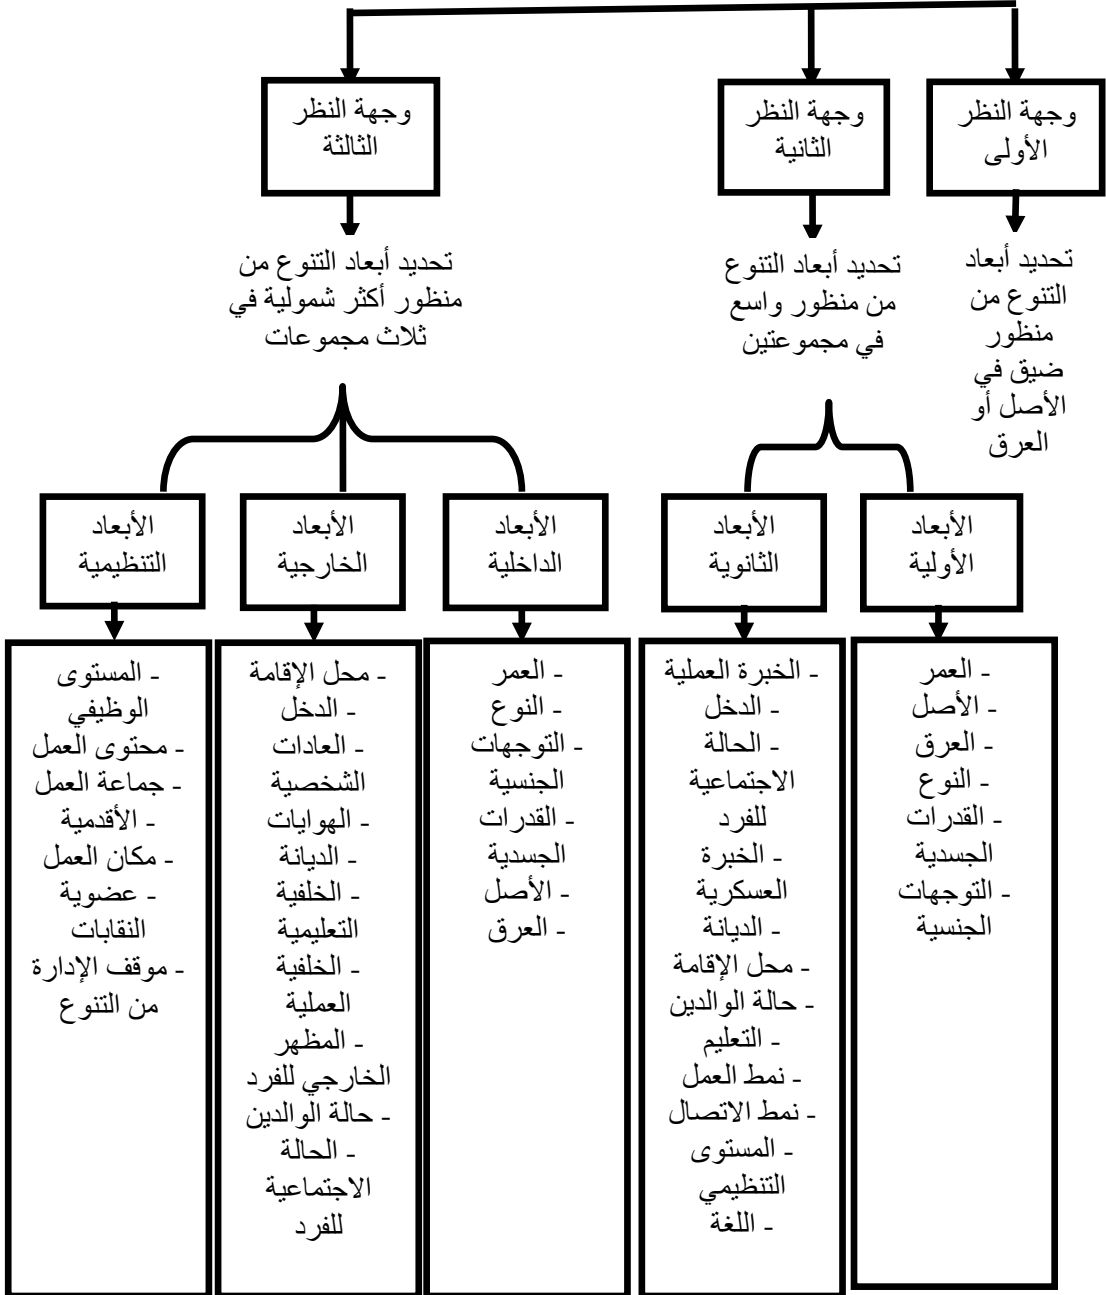 وجهة النظر
الأولى
وجهة النظر
الثانية
وجهة النظر
الثالثة
تحديد أبعاد
التنوع من
منظور
ضيق في
الأصل أو
العرق
تحديد أبعاد التنوع
من منظور واسع
في مجموعتين
تحديد أبعاد التنوع من
منظور أكثر شمولية في
ثلاث مجموعات
الأبعاد
الأولية
الأبعاد
الثانوية
الأبعاد
الداخلية
الأبعاد
الخارجية
الأبعاد
التنظيمية
- العمر
- الأصل
- العرق
- النوع
- القدرات
الجسدية
- التوجهات
الجنسية
- الخبرة العملية
- الدخل
- الحالة
الاجتماعية
للفرد
- الخبرة
العسكرية
- الديانة
- محل الإقامة
- حالة الوالدين
- التعليم
- نمط العمل
- نمط الاتصال
- المستوى
التنظيمي
- اللغة
- العمر
- النوع
- التوجهات
الجنسية
- القدرات
الجسدية
- الأصل
- العرق
- محل الإقامة
- الدخل
- العادات
الشخصية
- الهوايات
- الديانة
- الخلفية
التعليمية
- الخلفية
العملية
- المظهر
الخارجي للفرد
- حالة الوالدين
- الحالة
الاجتماعية
للفرد
- المستوى
الوظيفي
- محتوى العمل
- جماعة العمل
- الأقدمية
- مكان العمل
- عضوية
النقابات
- موقف الإدارة
من التنوع